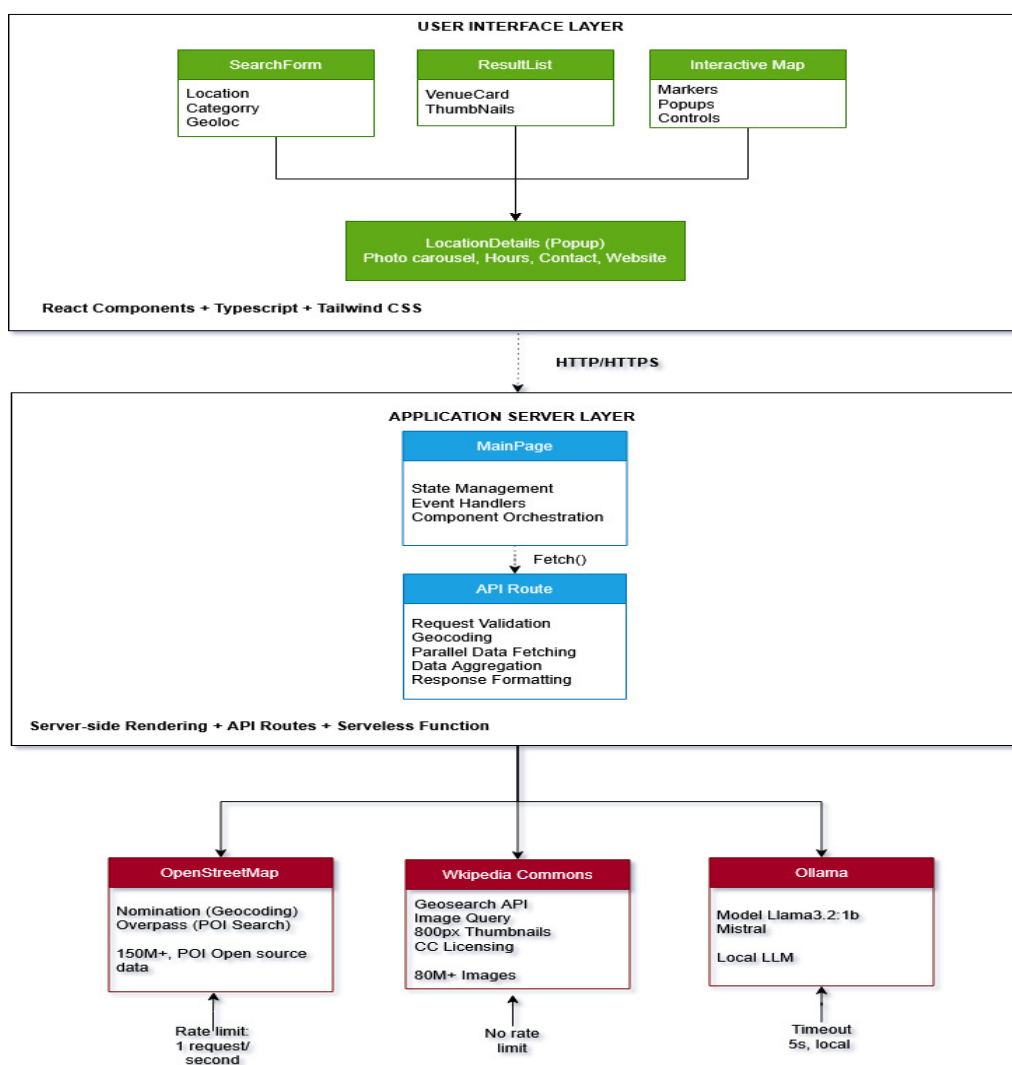 USER INTERFACE LAYER
SearchForm
Location
Categorry
Geoloc
ResultList
VenueCard
ThumbNails
Interactive Map
Markers
Popups
Controls
LocationDetails (Popup)
Photo carousel, Hours, Contact, Website
React Components + Typescript + Tailwind CSS
HTTP/HTTPS
APPLICATION SERVER LAYER
MainPage
State Management
Event Handlers
Component Orchestration
Fetch()
API Route
Request Validation
Geocoding
Parallel Data Fetching
Data Aggregation
Response Formatting
Server-side Rendering + API Routes + Serveless Function
OpenStreetMap
Nomination (Geocoding)
Overpass (POI Search)
150M+, POI Open source
data
Rate limit:
1 request/
second
Wkipedia Commons
Geosearch API
Image Query
800px Thumbnails
CC Licensing
80M+ Images
No rate
limit
Ollama
Model Llama3.2:1b
Mistral
Local LLM
Timeout
5s, local